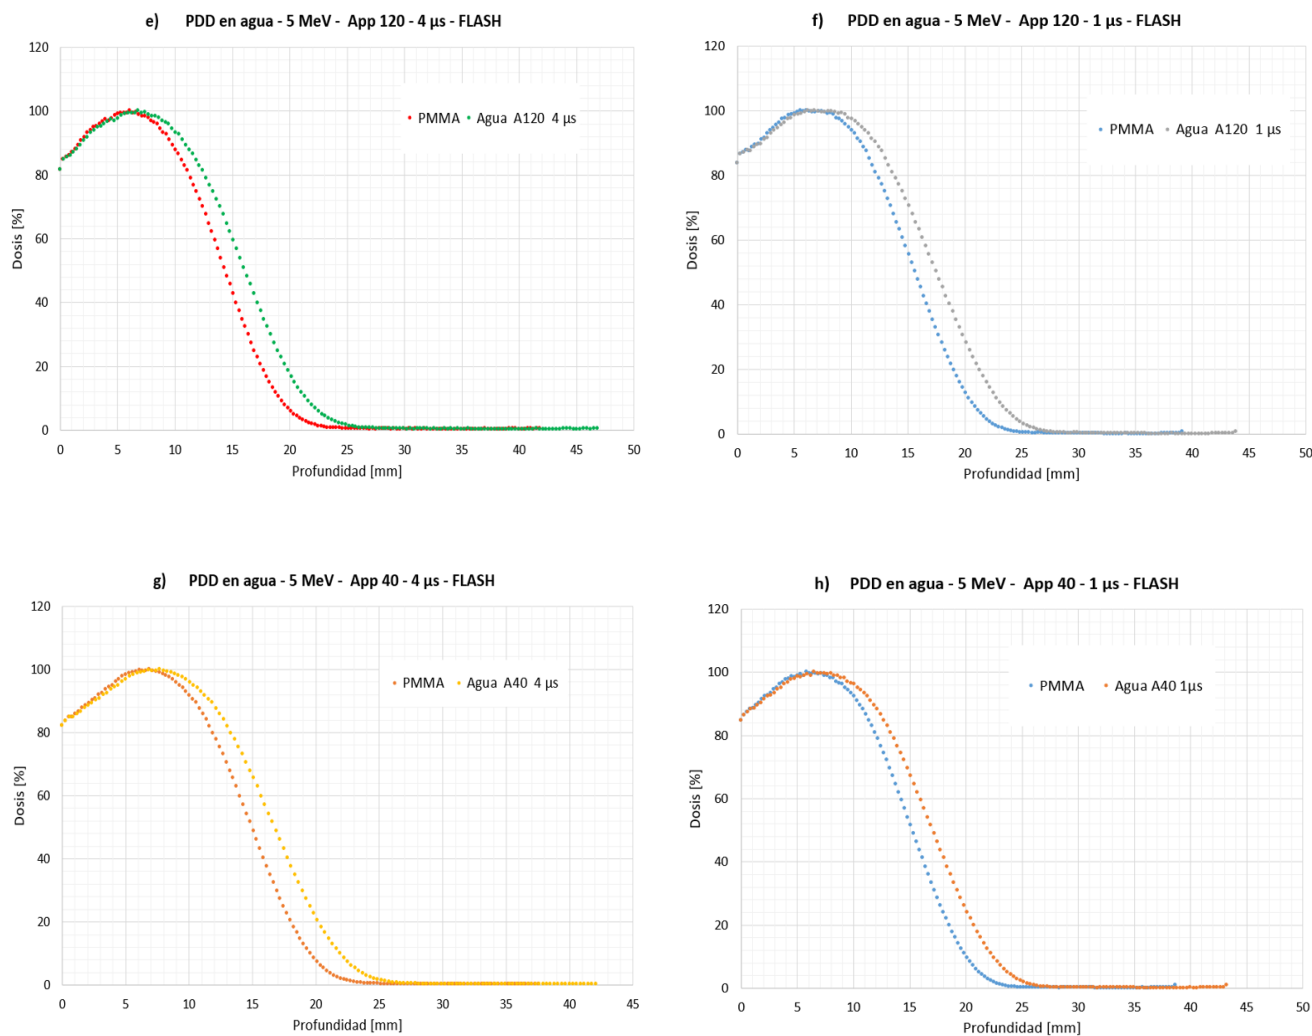 e) PDD en agua - 5 MeV - App 120 - 4 µs - FLASH
120
100
80
60
40
20
0
Dosis [%]
PMMA Agua A120 4 µs
0 5 10 15 20 25 30 35 40 45 50
Profundidad [mm]
f) PDD en agua - 5 MeV - App 120 - 1 µs - FLASH
120
100
80
60
40
20
0
Dosis [%]
PMMA Agua A120 1 µs
0 5 10 15 20 25 30 35 40 45 50
Profundidad [mm]
g) PDD en agua - 5 MeV - App 40 - 4 µs - FLASH
120
100
80
60
40
20
0
Dosis [%]
PMMA Agua A40 4 µs
0 5 10 15 20 25 30 35 40 45
Profundidad [mm]
h) PDD en agua - 5 MeV - App 40 - 1 µs - FLASH
120
100
80
60
40
20
0
Dosis [%]
PMMA Agua A40 1µs
0 5 10 15 20 25 30 35 40 45 50
Profundidad [mm]